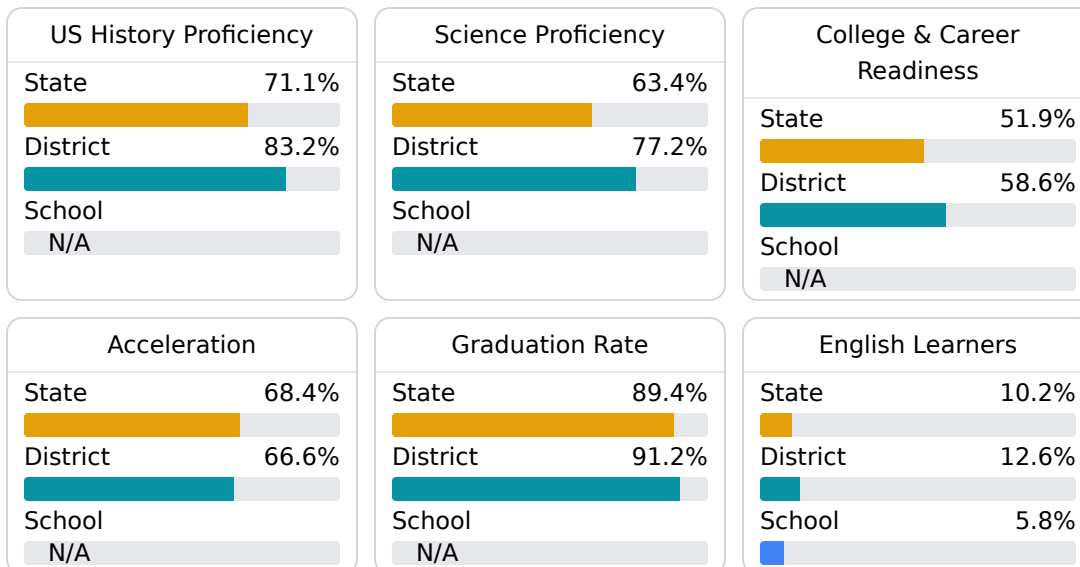 US History Proficiency
State 71.1%
District 83.2%
School
N/A
Science Proficiency
State 63.4%
District 77.2%
School
N/A
College & Career
Readiness
State 51.9%
District 58.6%
School
N/A
Acceleration
State 68.4%
District 66.6%
School
N/A
Graduation Rate
State 89.4%
District 91.2%
School
N/A
English Learners
State 10.2%
District 12.6%
School 5.8%